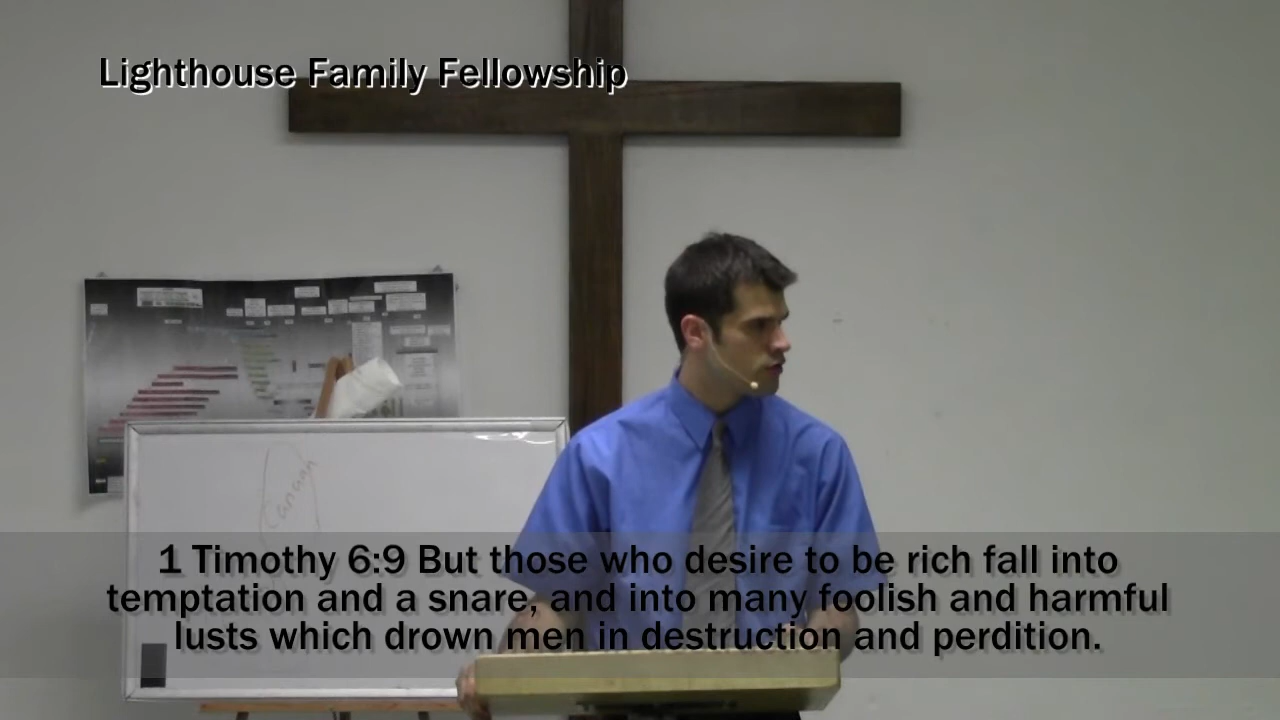 Lighthouse Family Fellowship
Canaan
1 Timothy 6:9 But those who desire to be rich fall into
temptation and a snare, and into many foolish and harmful
lusts which drown men in destruction and perdition.